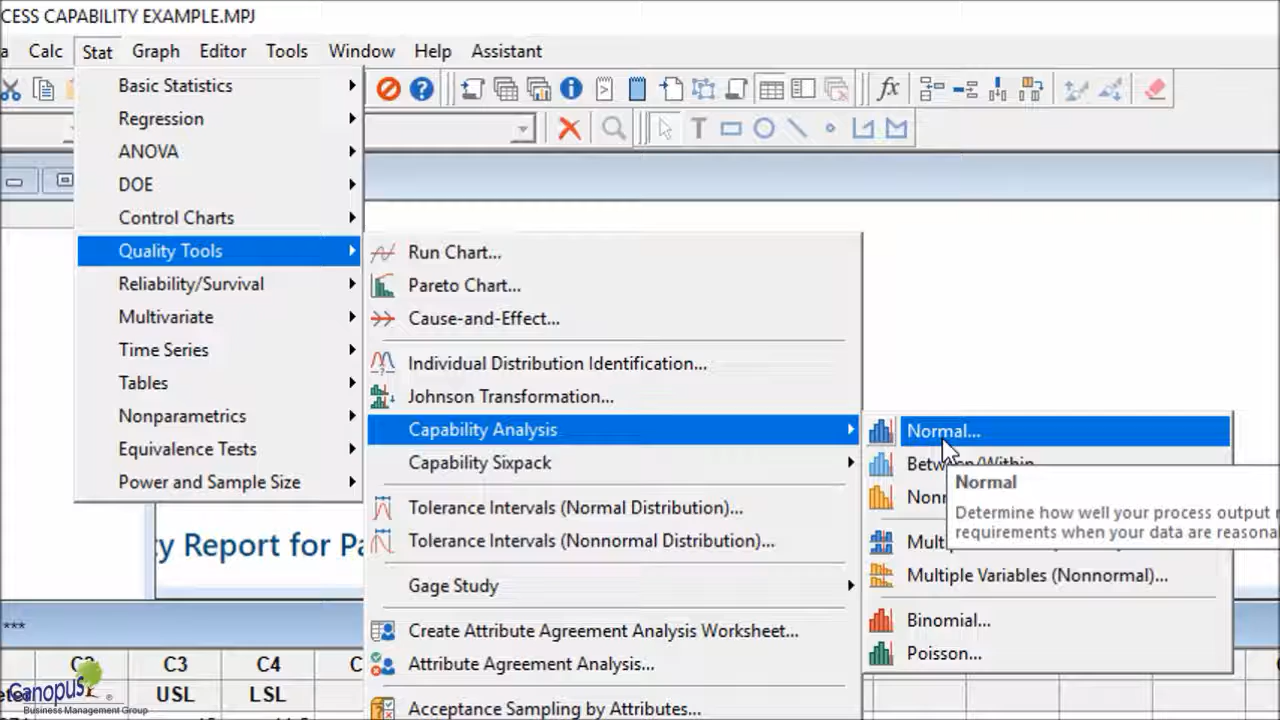 CESS CAPABILITY EXAMPLE.MPJ
a Calc Stat Graph Editor Tools Window Help Assistant
Basic Statistics
Regression
ANOVA
DOE
Control Charts
Quality Tools
Reliability/Survival
Multivariate
Time Series
Tables
Nonparametrics
Equivalence Tests
Power and Sample Size
Run Chart...
Pareto Chart...
Cause-and-Effect...
Individual Distribution Identification...
Johnson Transformation...
Capability Analysis
Capability Sixpack
Tolerance Intervals (Normal Distribution)...
Tolerance Intervals (Nonnormal Distribution)...
Gage Study
Create Attribute Agreement Analysis Worksheet...
Attribute Agreement Analysis...
Acceptance Sampling by Attributes...
Normal...
Between/Within
Multiple Variables (Nonnormal)...
Binomial...
Poisson...
Normal
Determine how well your process output
requirements when your data are
y Report for
***
C3 C4
USL LSL
Canopus®
Business Management Group